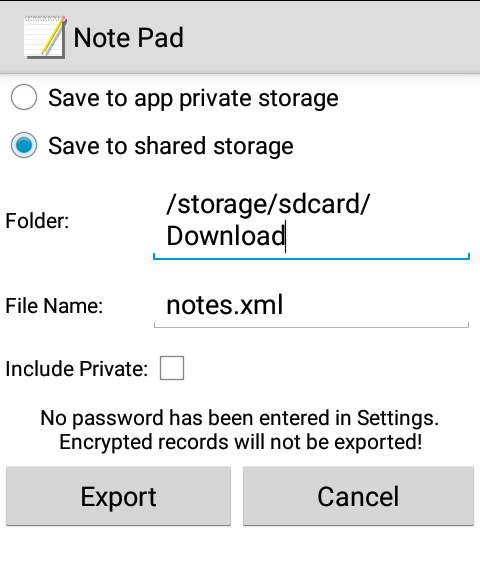 Note Pad
Save to app private storage
Save to shared storage
Folder:
/storage/sdcard/
Download
File Name:
notes.xml
Include Private:
No password has been entered in Settings.
Encrypted records will not be exported!
Export
Cancel